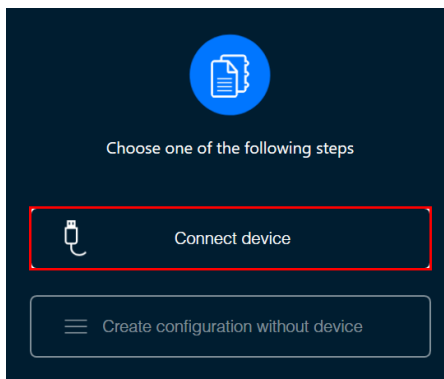 Choose one of the following steps
Connect device
Create configuration without device